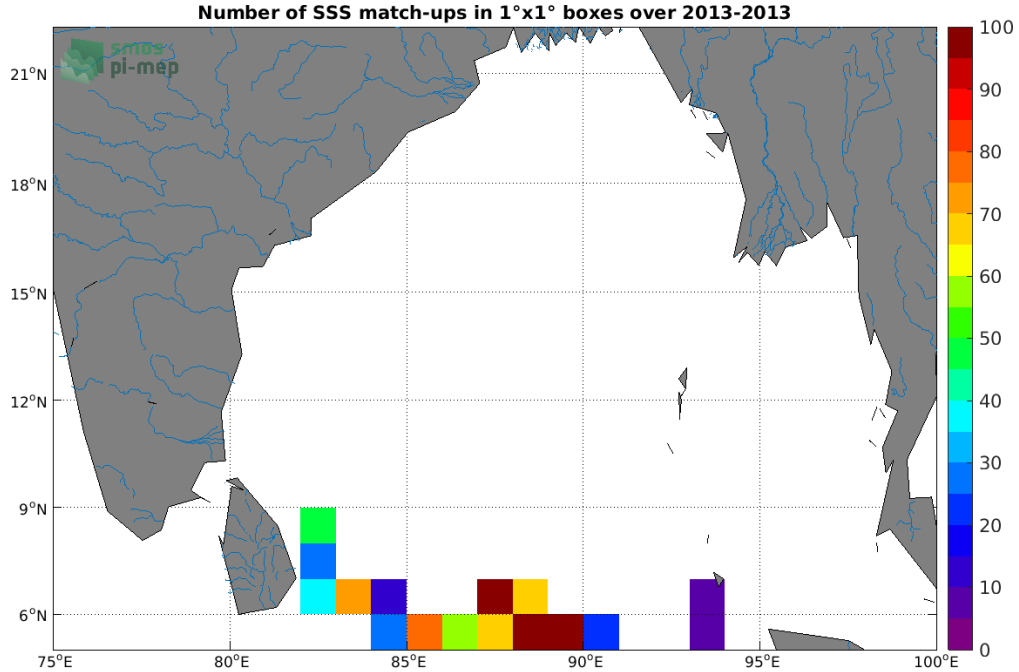 Number of SSS match-ups in 1°x1° boxes over 2013-2013
smos
pi-mep
21°N
18°N
15°N
12°N
9°N
6°N
75°E
80°E
85°E
90°E
95°E
100°E
100
90
80
70
60
50
40
30
20
10
0